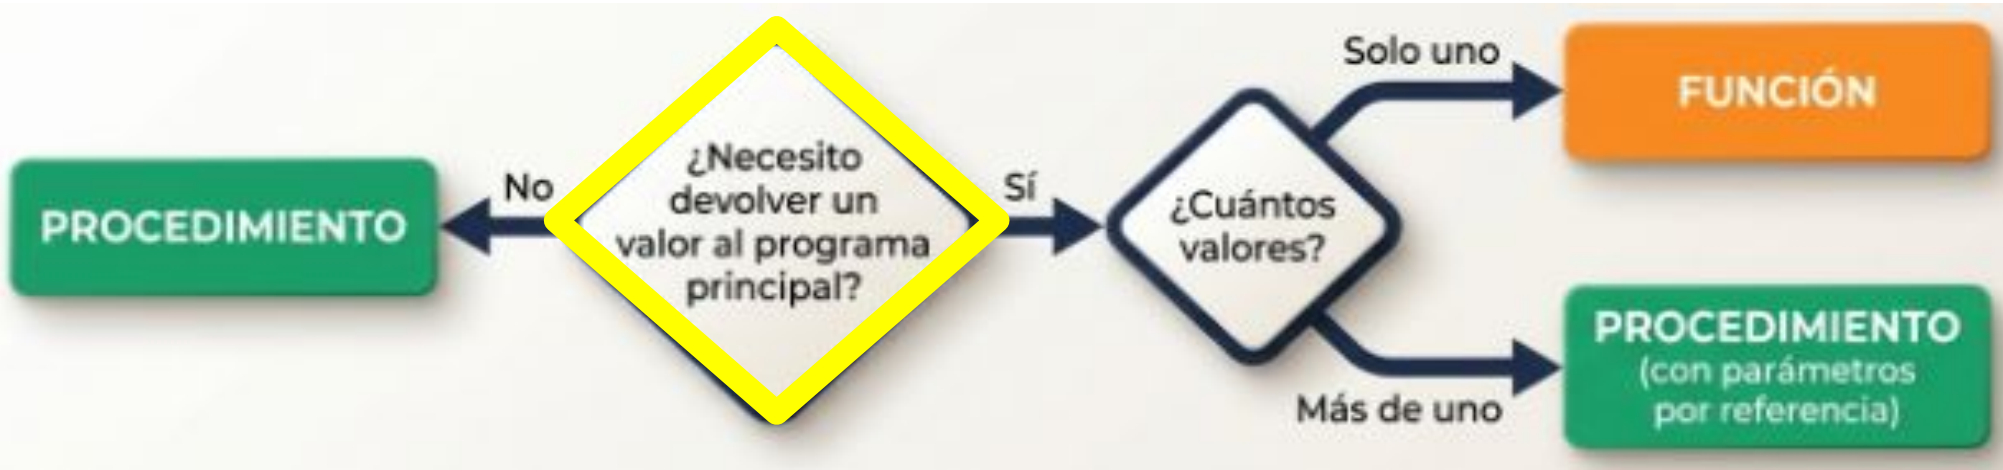 PROCEDIMIENTO
No
¿Necesito
devolver un
valor al programa
principal?
Sí
¿Cuántos
valores?
Solo uno
FUNCIÓN
Más de uno
PROCEDIMIENTO
(con parámetros
por referencia)